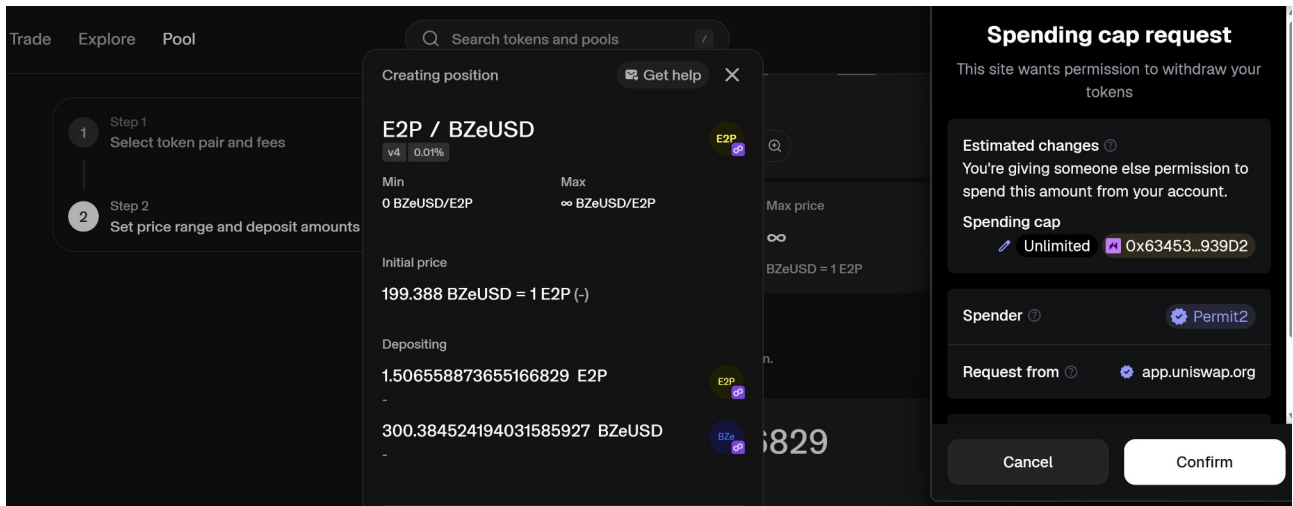 Trade Explore Pool
Search tokens and pools /
1
Step 1
Select token pair and fees
2
Step 2
Set price range and deposit amounts
Creating position
Get help
E2P / BZeUSD
E2P
v4 0.01%
Min Max
0 BZeUSD/E2P ∞ BZeUSD/E2P
Initial price
199.388 BZeUSD = 1 E2P (-)
Depositing
1.506558873655166829 E2P
E2P
-
300.384524194031585927 BZeUSD
BZe
-
Max price
∞
BZeUSD = 1 E2P
n.
6829
Spending cap request
This site wants permission to withdraw your
tokens
Estimated changes
You're giving someone else permission to
spend this amount from your account.
Spending cap
Unlimited 0x63453...939D2
Spender Permit2
Request from app.uniswap.org
Cancel Confirm